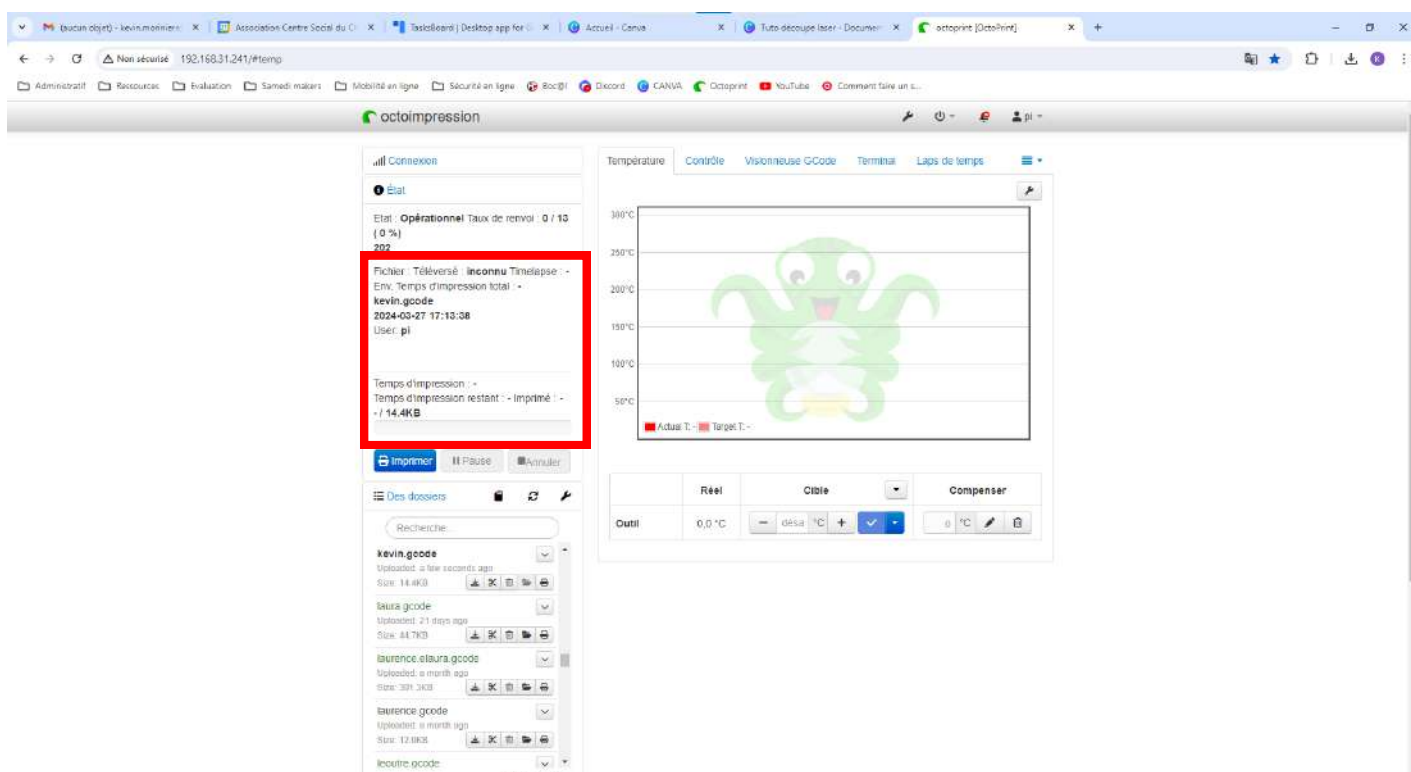 (aucun objet) - kevin.moriniere
Association Centre Social du C
TasksBoard | Desktop app for G
Accueil - Canva
Tuto découpe laser - Documen
octoprint [OctoPrint]
Non sécurisé 192.168.31.241/#temp
Administratif Ressources Evaluation Samedi makers Mobilité en ligne Sécurité en ligne Discord CANVA Octoprint YouTube Comment faire un s...
octoimpression
pi
Connexion
État
Etat : Opérationnel Taux de renvoi : 0 / 13
( 0 %)
202
Fichier : Téléversé : inconnu Timelapse : -
Env. Temps d'impression total : -
kevin.gcode
2024-03-27 17:13:38
User: pi
Temps d'impression : -
Temps d'impression restant : - Imprimé : -
- / 14.4KB
Imprimer Pause Annuler
Des dossiers
Recherche...
kevin.gcode
Uploaded: a few seconds ago
Size: 14.4KB
laura.gcode
Uploaded: 21 days ago
Size: 44.7KB
laurence.elaura.gcode
Uploaded: a month ago
Size: 391.3KB
laurence.gcode
Uploaded: a month ago
Size: 12.0KB
leoutre.gcode
Température Contrôle Visionneuse GCode Terminal Laps de temps
300°C
250°C
200°C
150°C
100°C
50°C
Actual T: - Target T: -
Réel Cible Compenser
Outil 0,0 °C désa °C 0 °C